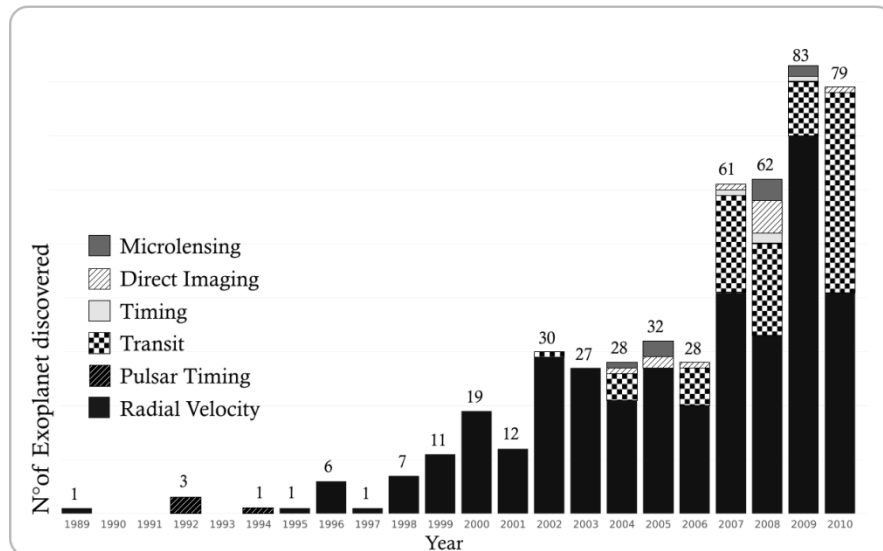 83
79
61
62
Microlensing
Direct Imaging
Timing
Transit
Pulsar Timing
Radial Velocity
30
27
28
32
28
19
12
11
7
6
1
3
1
1
1
N°of Exoplanet discovered
1989 1990 1991 1992 1993 1994 1995 1996 1997 1998 1999 2000 2001 2002 2003 2004 2005 2006 2007 2008 2009 2010
Year